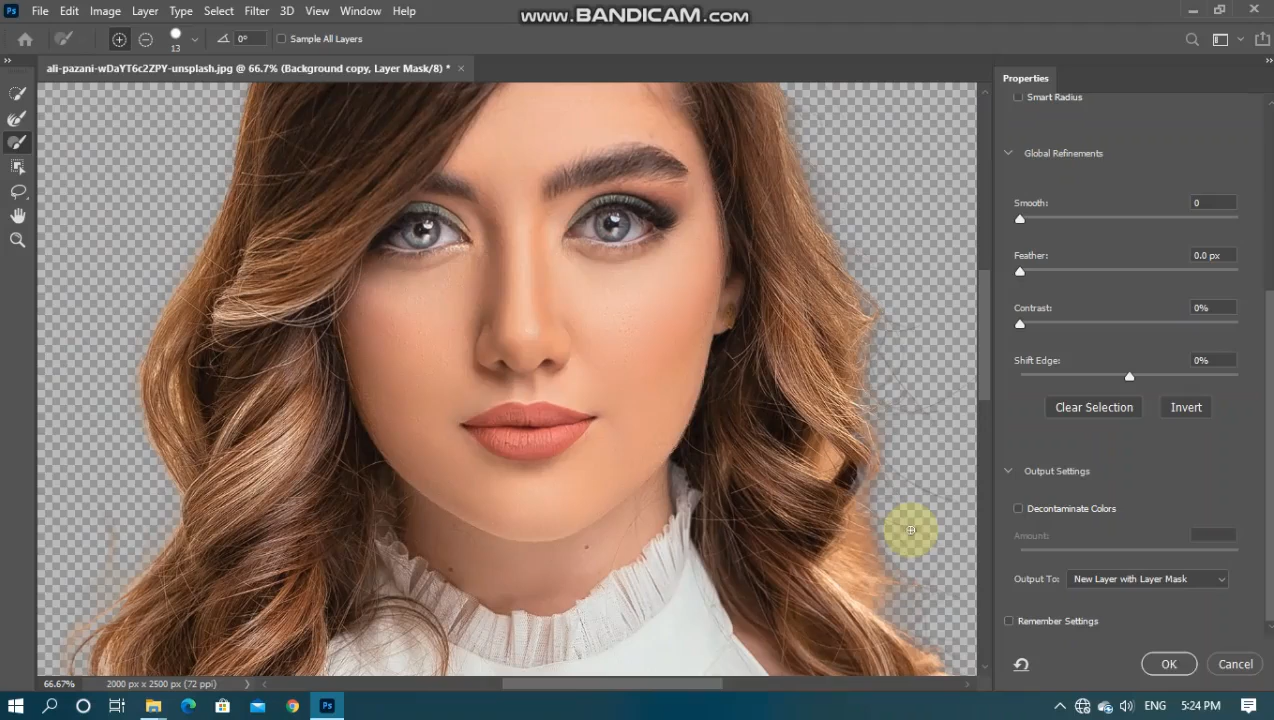 Ps File Edit Image Layer Type Select Filter 3D View Window Help
www.BANDICAM.com
13 0° Sample All Layers
ali-pazani-wDaYT6c2ZPY-unsplash.jpg @ 66.7% (Background copy, Layer Mask/8) * ×
Properties
Smart Radius
Global Refinements
Smooth: 0
Feather: 0.0 px
Contrast: 0%
Shift Edge: 0%
Clear Selection Invert
Output Settings
Decontaminate Colors
Amount:
Output To: New Layer with Layer Mask
Remember Settings
OK Cancel
66.67% 2000 px x 2500 px (72 ppi)
Ps ENG 5:24 PM